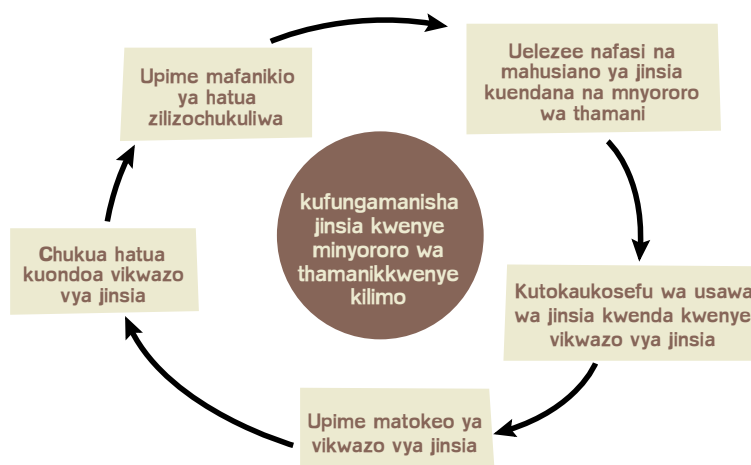 Upime mafanikio
ya hatua
zilizochukuliwa
Uelezee nafasi na
mahusiano ya jinsia
kuendana na mnyororo
wa thamani
kufungamanisha
jinsia kwenye
minyororo wa
thamanikkwenye
kilimo
Chukua hatua
kuondoa vikwazo
vya jinsia
Kutokaukosefu wa usawa
wa jinsia kwenda kwenye
vikwazo vya jinsia
Upime matokeo ya
vikwazo vya jinsia